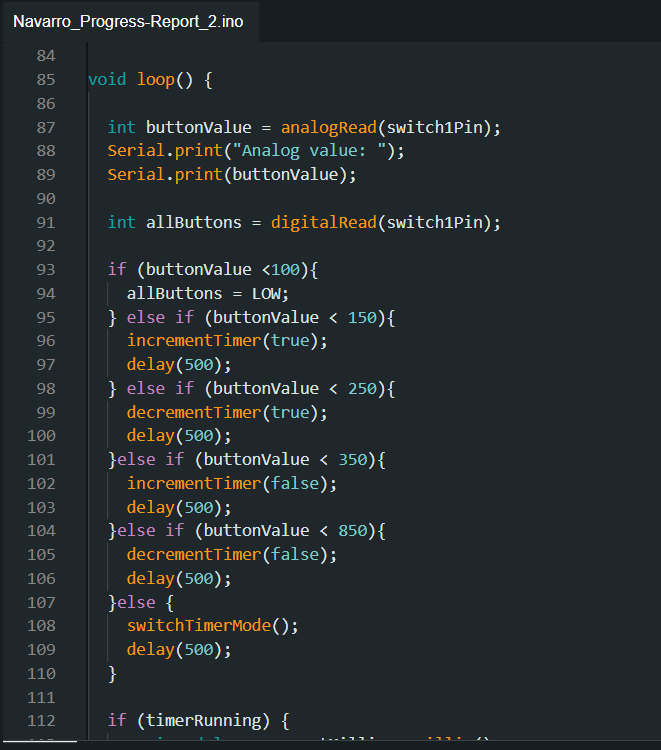 Navarro_Progress-Report_2.ino
84
85 void loop() {
86
87 int buttonValue = analogRead(switch1Pin);
88 Serial.print("Analog value: ");
89 Serial.print(buttonValue);
90
91 int allButtons = digitalRead(switch1Pin);
92
93 if (buttonValue <100){
94 allButtons = LOW;
95 } else if (buttonValue < 150){
96 incrementTimer(true);
97 delay(500);
98 } else if (buttonValue < 250){
99 decrementTimer(true);
100 delay(500);
101 }else if (buttonValue < 350){
102 incrementTimer(false);
103 delay(500);
104 }else if (buttonValue < 850){
105 decrementTimer(false);
106 delay(500);
107 }else {
108 switchTimerMode();
109 delay(500);
110 }
111
112 if (timerRunning) {